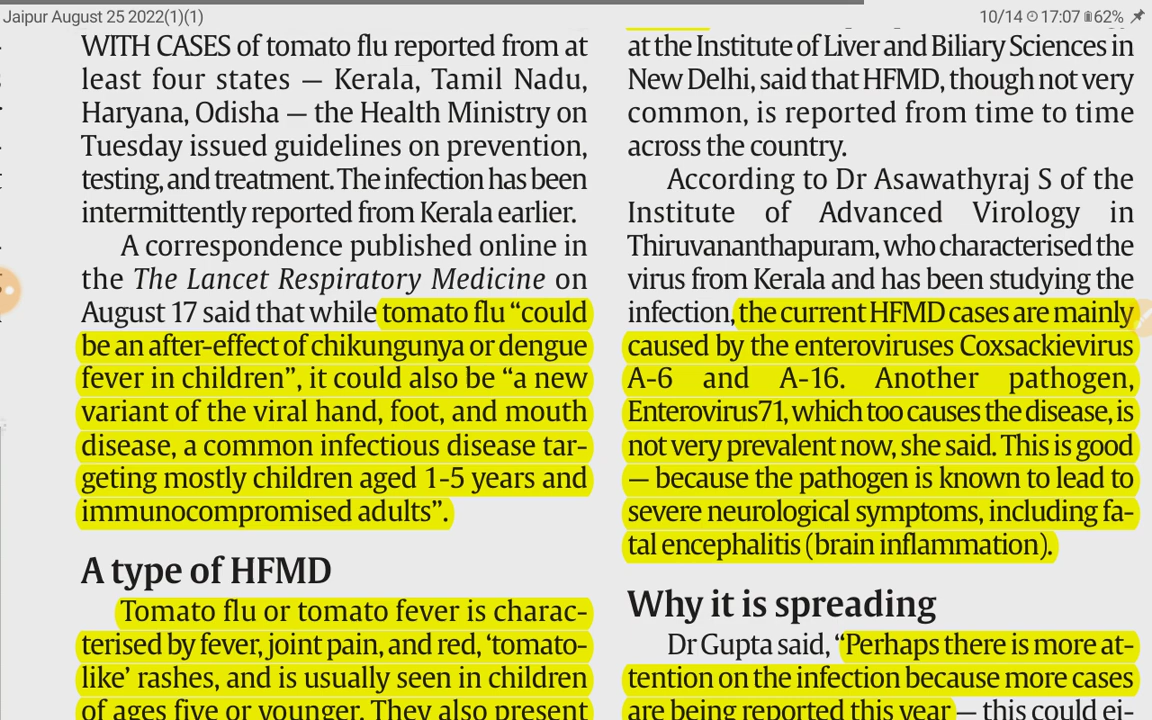 Jaipur August 25 2022(1)(1)
10/14 17:07 62%
WITH CASES of tomato flu reported from at
least four states — Kerala, Tamil Nadu,
Haryana, Odisha — the Health Ministry on
Tuesday issued guidelines on prevention,
testing, and treatment. The infection has been
intermittently reported from Kerala earlier.
A correspondence published online in
the The Lancet Respiratory Medicine on
August 17 said that while tomato flu “could
be an after-effect of chikungunya or dengue
fever in children”, it could also be “a new
variant of the viral hand, foot, and mouth
disease, a common infectious disease tar-
geting mostly children aged 1-5 years and
immunocompromised adults”.
A type of HFMD
Tomato flu or tomato fever is charac-
terised by fever, joint pain, and red, ‘tomato-
like’ rashes, and is usually seen in children
of ages five or younger. They also present
at the Institute of Liver and Biliary Sciences in
New Delhi, said that HFMD, though not very
common, is reported from time to time
across the country.
According to Dr Asawathyraj S of the
Institute of Advanced Virology in
Thiruvananthapuram, who characterised the
virus from Kerala and has been studying the
infection, the current HFMD cases are mainly
caused by the enteroviruses Coxsackievirus
A-6 and A-16. Another pathogen,
Enterovirus71, which too causes the disease, is
not very prevalent now, she said. This is good
— because the pathogen is known to lead to
severe neurological symptoms, including fa-
tal encephalitis (brain inflammation).
Why it is spreading
Dr Gupta said, “Perhaps there is more at-
tention on the infection because more cases
are being reported this year — this could ei-